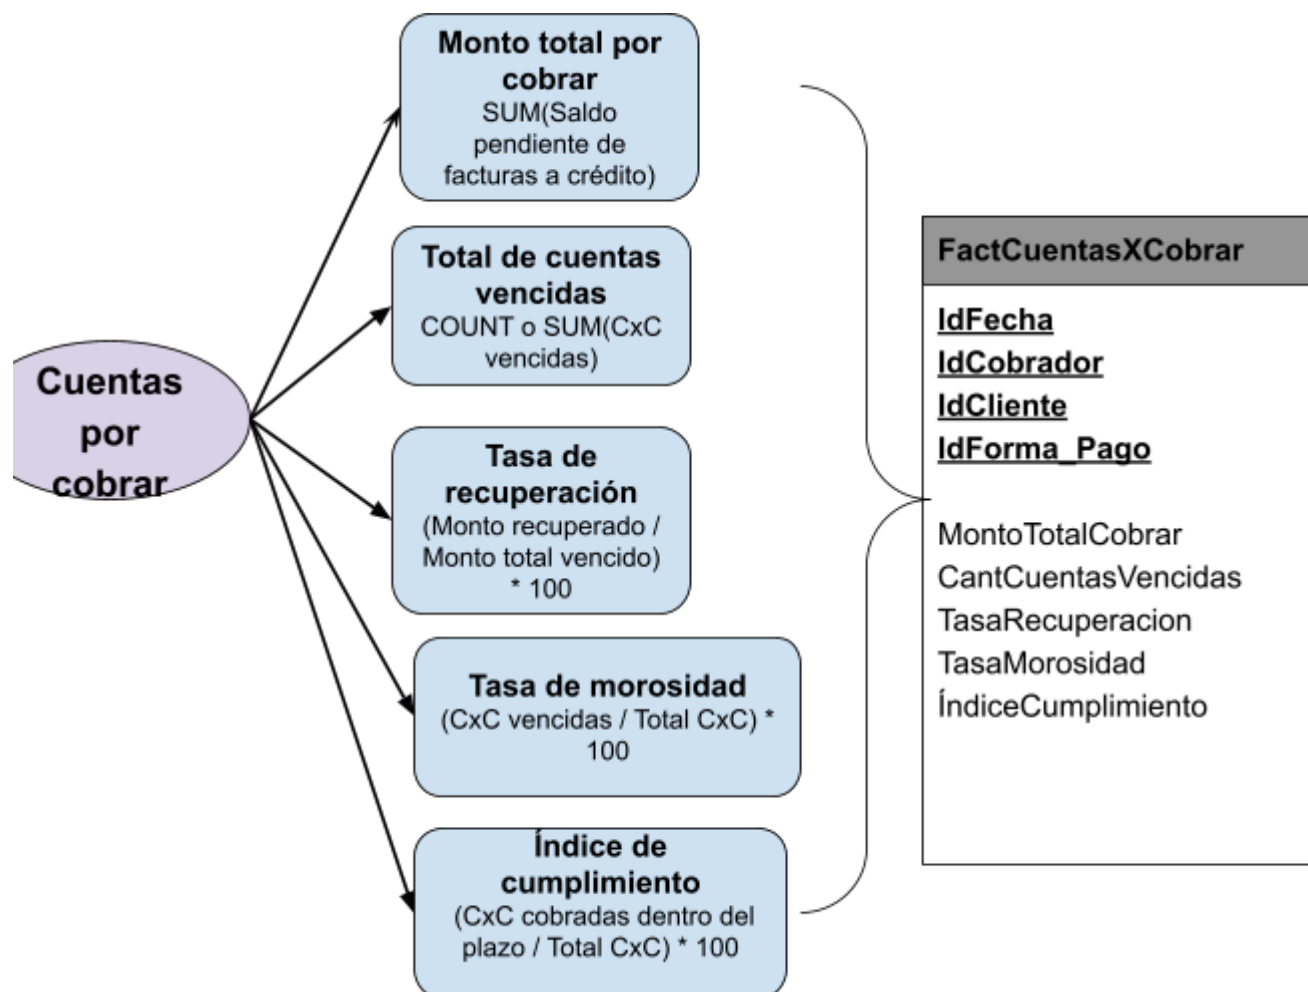 Monto total por
cobrar
SUM(Saldo
pendiente de
facturas a crédito)
Total de cuentas
vencidas
COUNT o SUM(CxC
vencidas)
Cuentas
por
cobrar
Tasa de
recuperación
(Monto recuperado /
Monto total vencido)
* 100
Tasa de morosidad
(CxC vencidas / Total CxC) *
100
Índice de
cumplimiento
(CxC cobradas dentro del
plazo / Total CxC) * 100
FactCuentasXCobrar
IdFecha
IdCobrador
IdCliente
IdForma_Pago
MontoTotalCobrar
CantCuentasVencidas
TasaRecuperacion
TasaMorosidad
ÍndiceCumplimiento